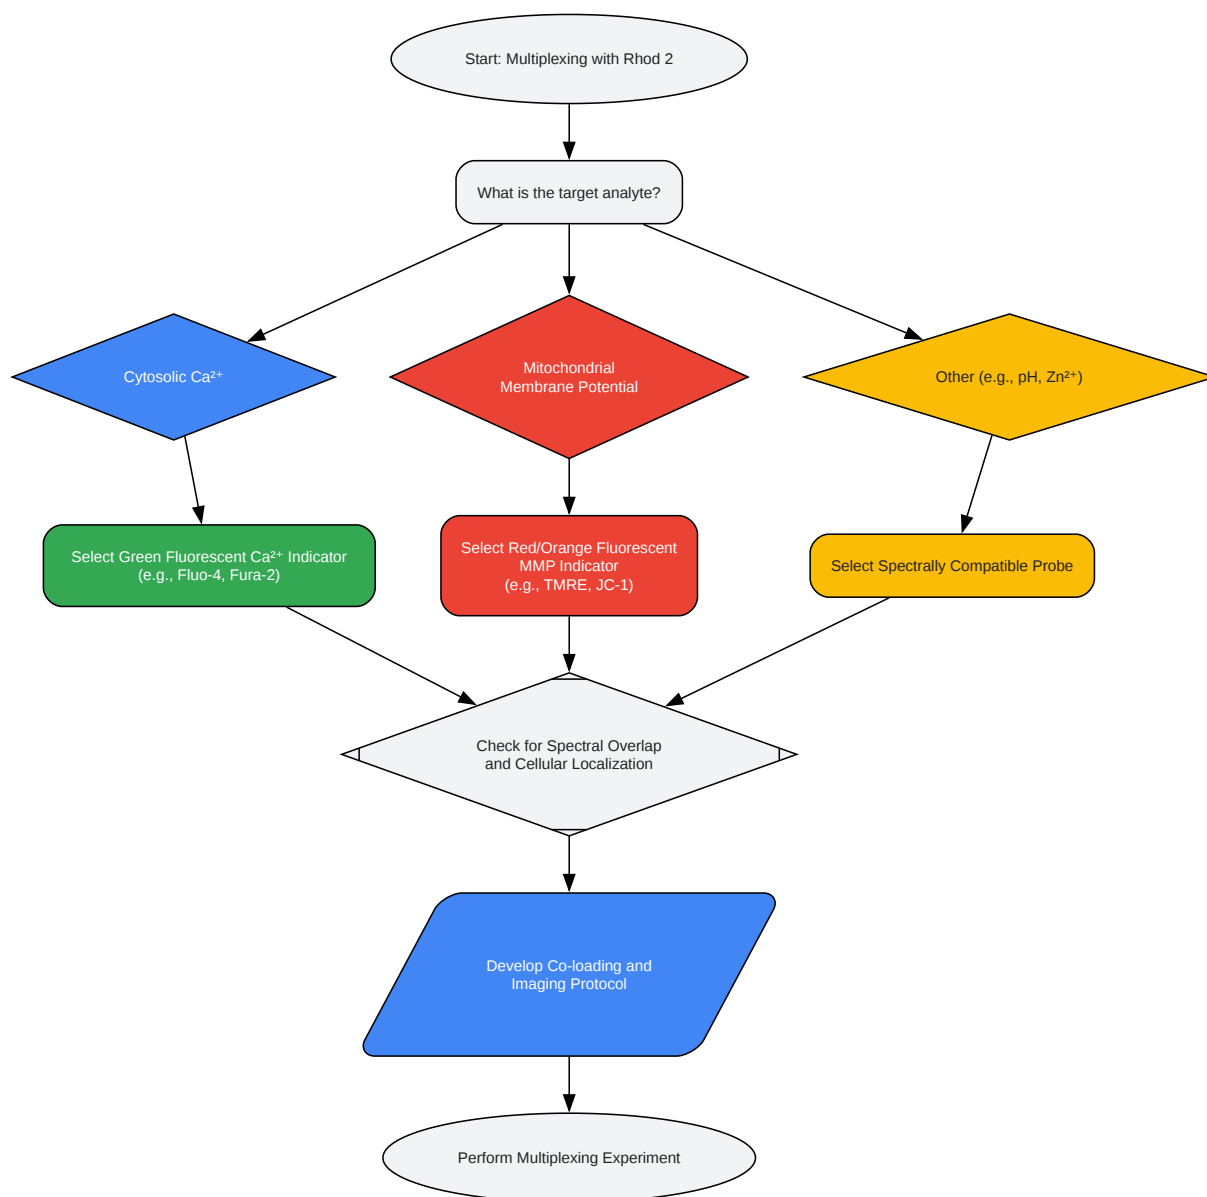 Start: Multiplexing with Rhod 2
What is the target analyte?
Cytosolic Ca²⁺
Mitochondrial
Membrane Potential
Other (e.g., pH, Zn²⁺)
Select Green Fluorescent Ca²⁺ Indicator
(e.g., Fluo-4, Fura-2)
Select Red/Orange Fluorescent
MMP Indicator
(e.g., TMRE, JC-1)
Select Spectrally Compatible Probe
Check for Spectral Overlap
and Cellular Localization
Develop Co-loading and
Imaging Protocol
Perform Multiplexing Experiment